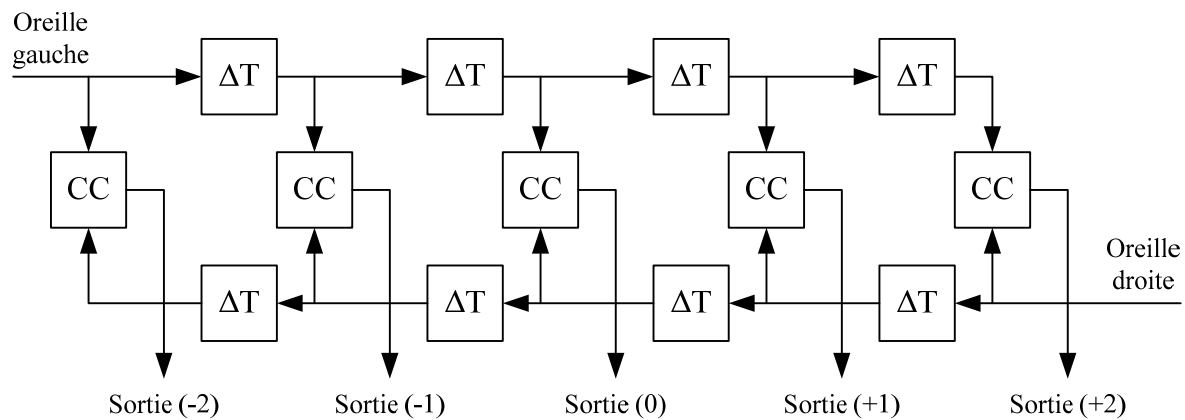 Oreille
gauche
ΔT ΔT ΔT ΔT
CC CC CC CC CC
Oreille
droite
ΔT ΔT ΔT ΔT
Sortie (-2) Sortie (-1) Sortie (0) Sortie (+1) Sortie (+2)